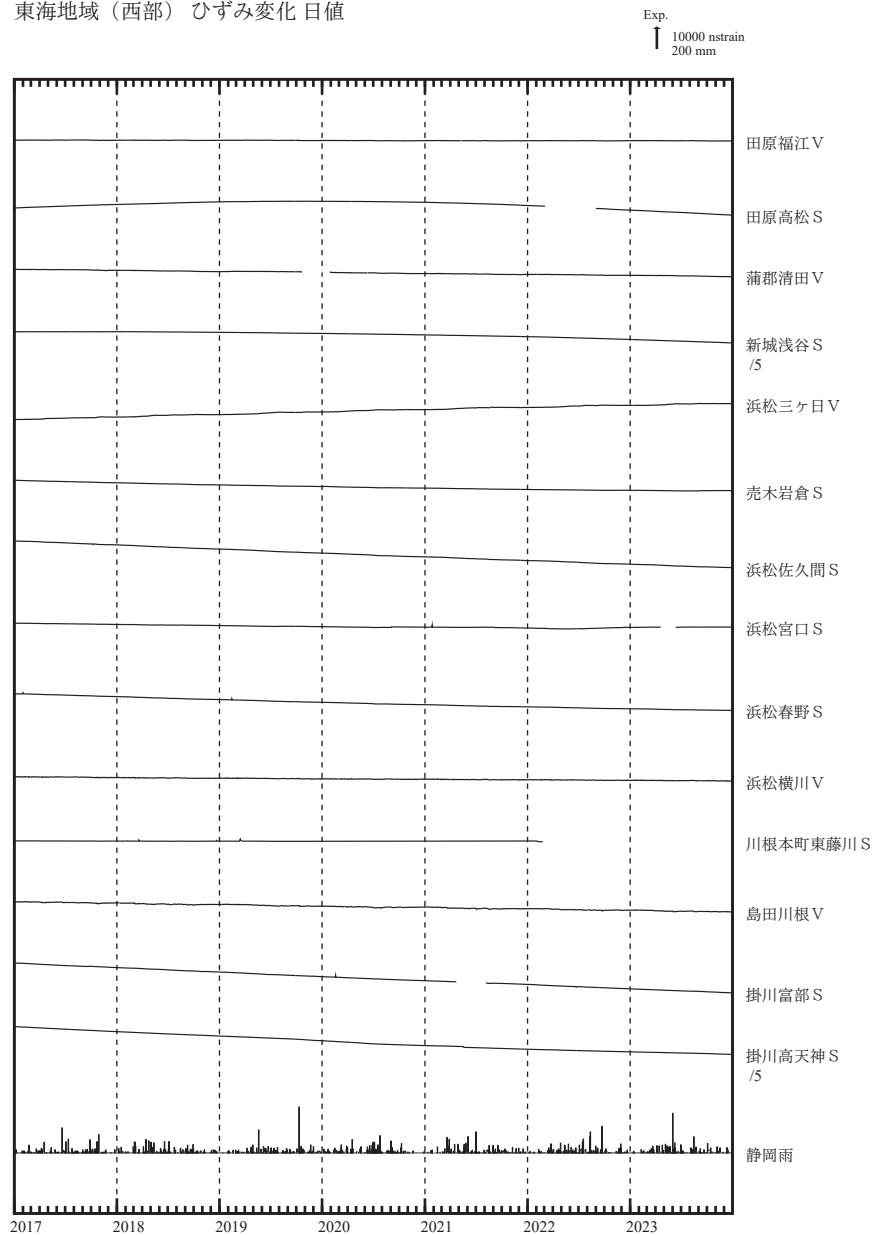 東海地域（西部） ひずみ変化 日値
Exp.
10000 nstrain
200 mm
田原福江V
田原高松S
蒲郡清田V
新城浅谷S
/5
浜松三ヶ日V
売木岩倉S
浜松佐久間S
浜松宮口S
浜松春野S
浜松横川V
川根本町東藤川S
島田川根V
掛川富部S
掛川高天神S
/5
静岡雨
2017 2018 2019 2020 2021 2022 2023